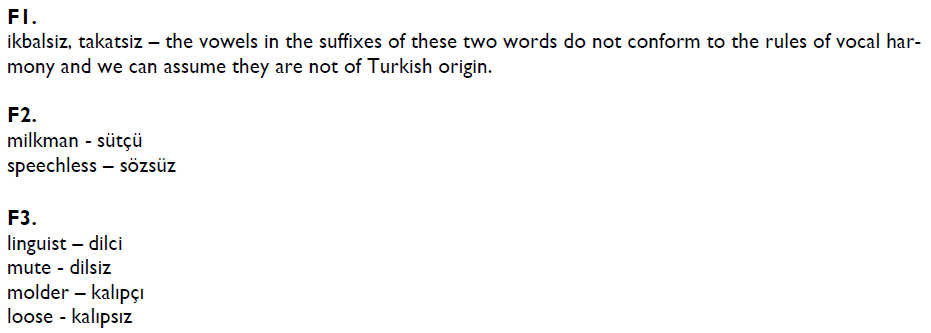 F1.
ikbalsiz, takatsiz – the vowels in the suffixes of these two words do not conform to the rules of vocal har-
mony and we can assume they are not of Turkish origin.
F2.
milkman - sütçü
speechless – sözsüz
F3.
linguist – dilci
mute - dilsiz
molder – kalıpçı
loose - kalıpsız